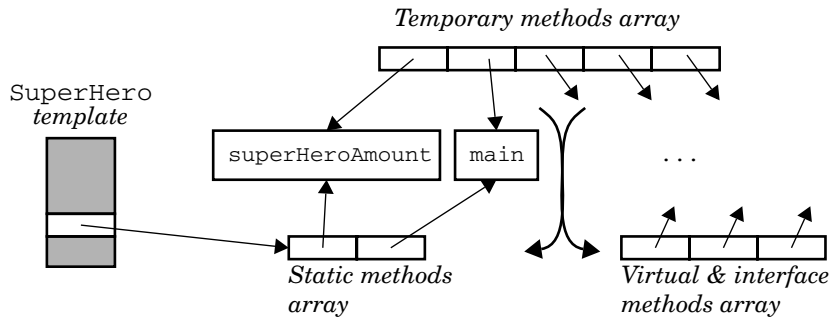 Temporary methods array
SuperHero
template
superHeroAmount
main
...
Static methods
array
Virtual & interface
methods array